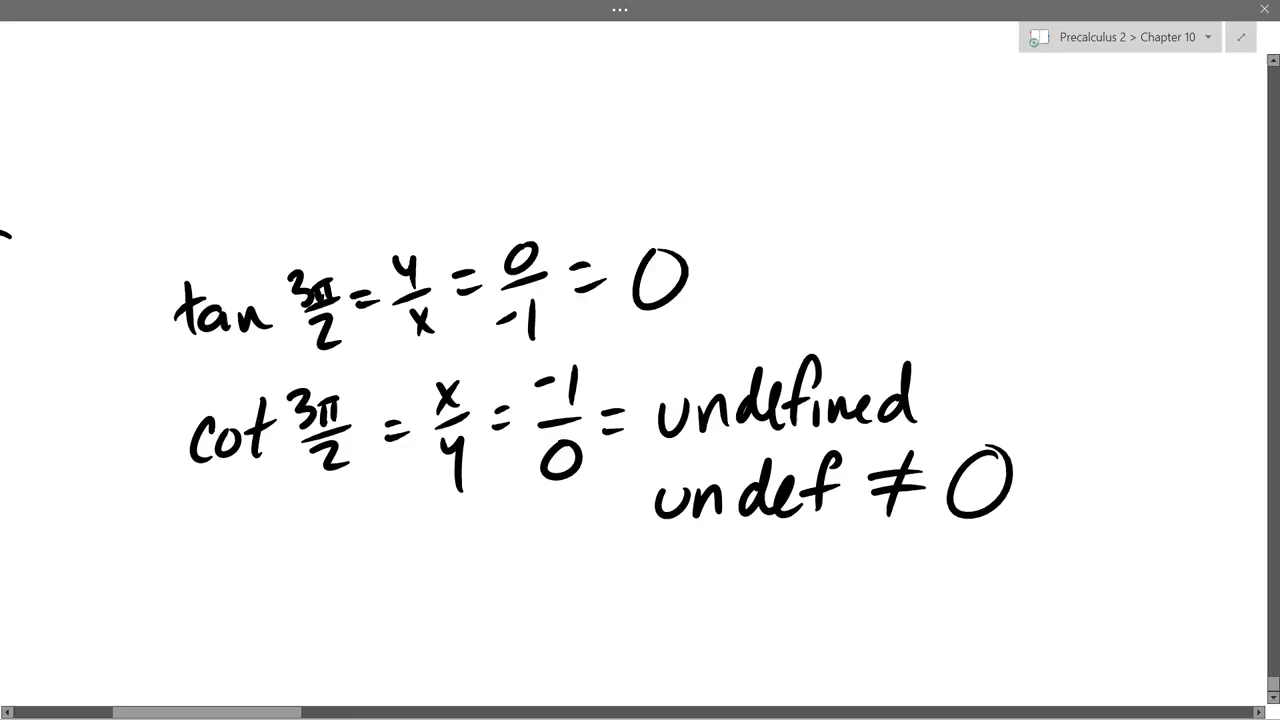 Precalculus 2 > Chapter 10
tan 3π/2 = y/x = 0/-1 = 0
cot 3π/2 = x/y = -1/0 = undefined
undef ≠ 0